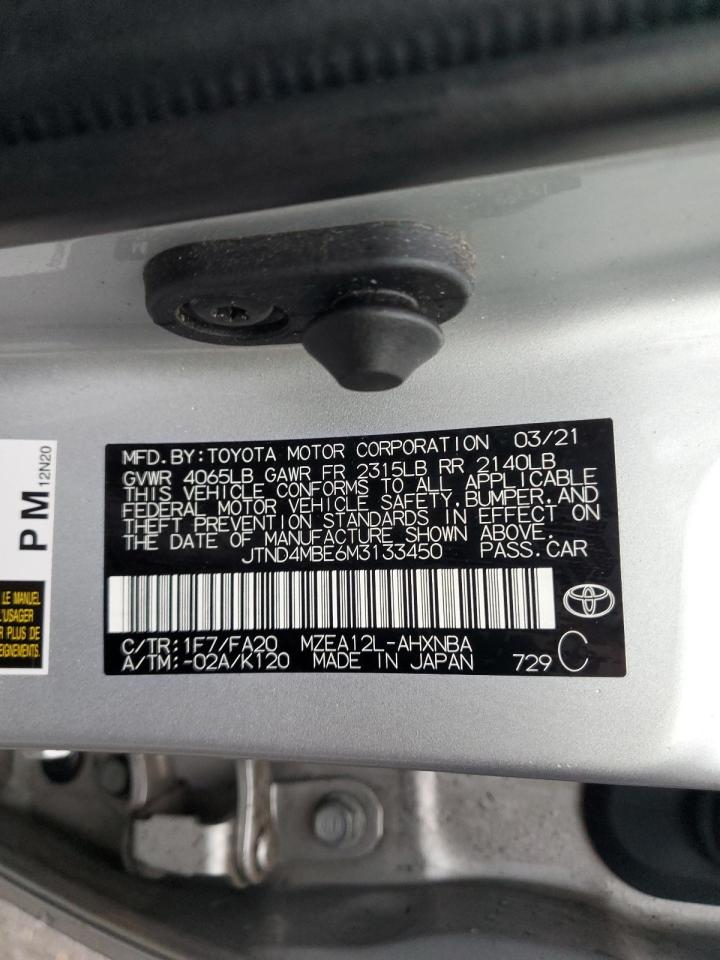 MFD. BY: TOYOTA MOTOR CORPORATION 03/21
GVWR 4065LB GAWR FR 2315LB RR 2140LB
THIS VEHICLE CONFORMS TO ALL APPLICABLE
FEDERAL MOTOR VEHICLE SAFETY, BUMPER, AND
THEFT PREVENTION STANDARDS IN EFFECT ON
THE DATE OF MANUFACTURE SHOWN ABOVE.
JTND4MBE6M3133450 PASS. CAR
C/TR: 1F7/FA20 MZEA12L-AHXNBA
A/TM: -02A/K120 MADE IN JAPAN 729 C
PM 12N20
LE MANUEL
L'USAGER
R PLUS DE
EIGNEMENTS.